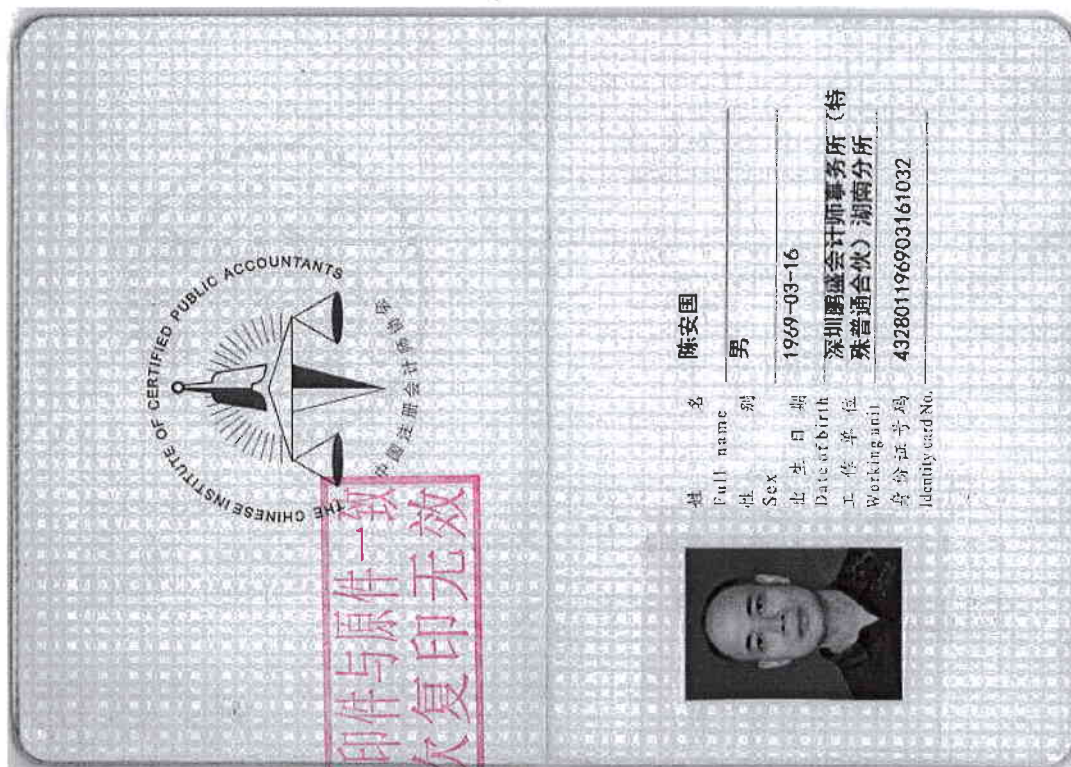 THE CHINESE INSTITUTE OF CERTIFIED PUBLIC ACCOUNTANTS
中国注册会计师协会
印件与原件一致
欠复印无效
姓 名 陈安国
Full name
性 别 男
Sex
出 生 日 期 1969-03-16
Date of birth
工 作 单 位 深圳鹏盛会计师事务所（特
殊普通合伙）湖南分所
Working unit
身份证号码 432801196903161032
Identity card No.